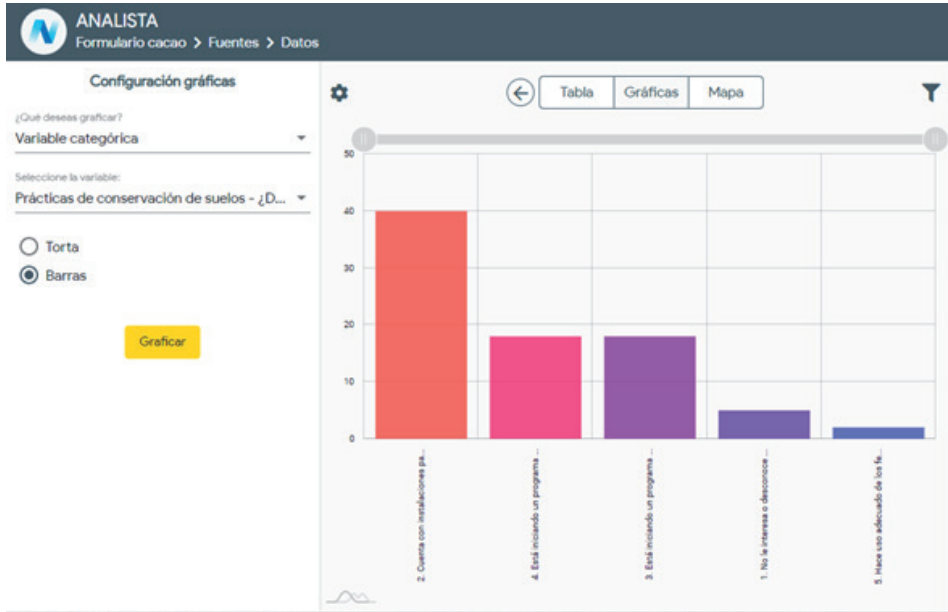 ANALISTA
Formulario cacao > Fuentes > Datos
Configuración gráficas
¿Qué deseas graficar?
Variable categórica
Seleccione la variable:
Prácticas de conservación de suelos - ¿D...
Torta
Barras
Graficar
Tabla
Gráficas
Mapa
50
40
30
20
10
0
2. Cuenta con instalaciones pa...
4. Está iniciando un programa ...
3. Está iniciando un programa ...
1. No le interesa o desconoce ...
5. Hace uso adecuado de los fe...